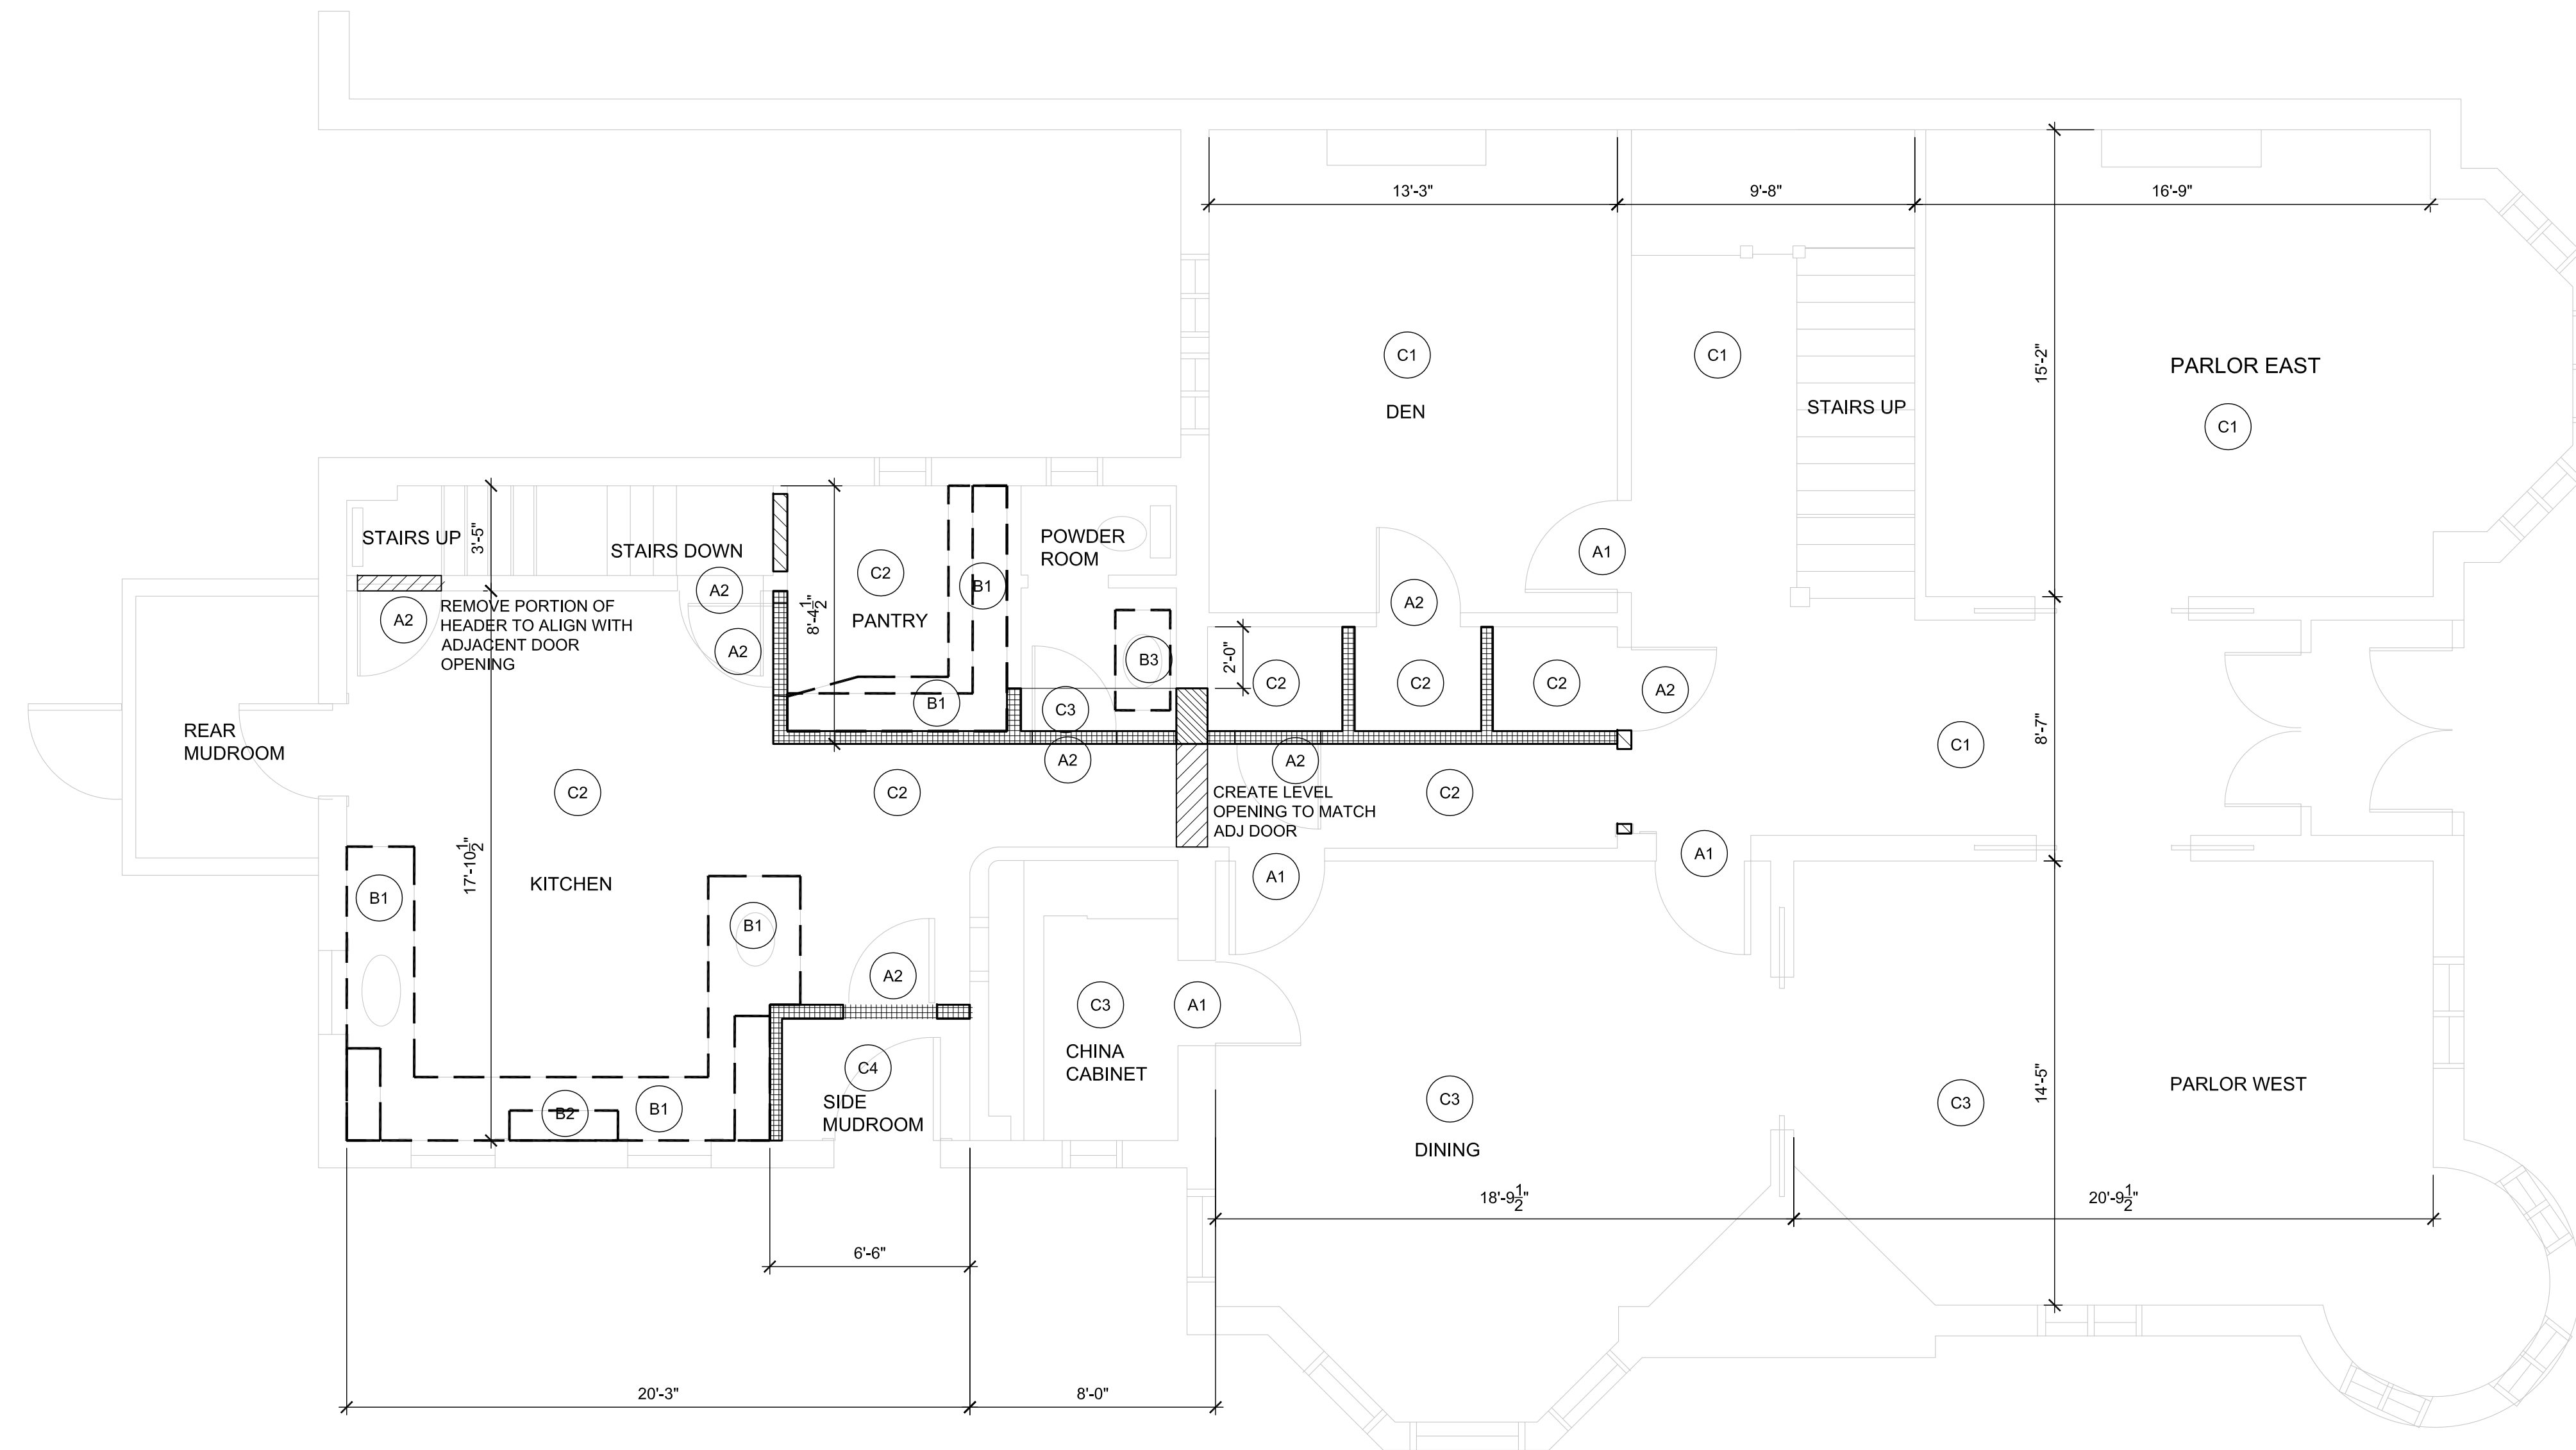 13'-3"
9'-8"
16'-9"
C1
C1
15'-2"
PARLOR EAST
DEN
STAIRS UP
C1
STAIRS UP
3'-5"
STAIRS DOWN
POWDER
ROOM
A1
C2
B1
A2
A2
REMOVE PORTION OF
HEADER TO ALIGN WITH
ADJACENT DOOR
OPENING
A2
8'-4 1/2"
PANTRY
A2
B3
2'-0"
C2
C2
C2
A2
B1
C3
REAR
MUDROOM
A2
A2
8'-7"
C1
C2
C2
CREATE LEVEL
OPENING TO MATCH
ADJ DOOR
C2
17'-10 1/2"
KITCHEN
B1
B1
A1
A1
A2
C3
A1
CHINA
CABINET
C4
SIDE
MUDROOM
B2
B1
C3
DINING
C3
14'-5"
PARLOR WEST
18'-9 1/2"
20'-9 1/2"
6'-6"
20'-3"
8'-0"